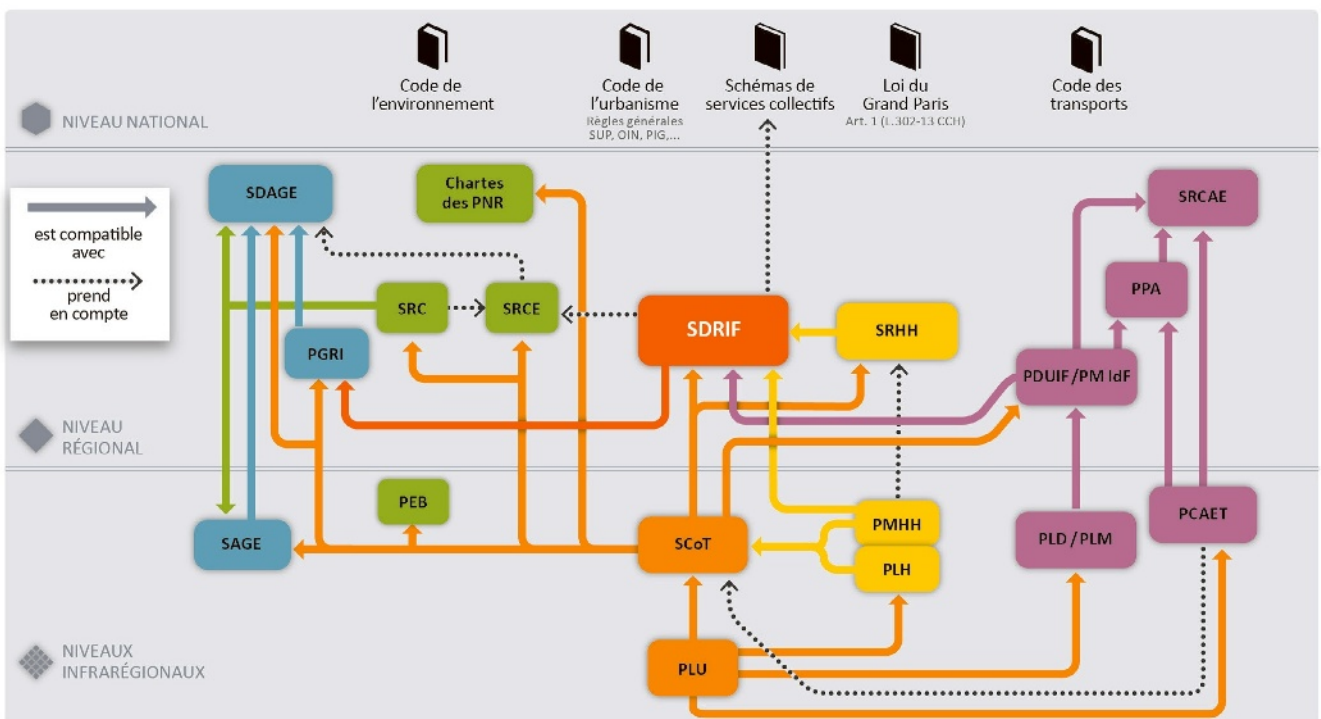 Code de
l'environnement
Code de
l'urbanisme
Règles générales
SUP, OIN, PIG,...
Schémas de
services collectifs
Loi du
Grand Paris
Art. 1 (L.302-13 CCH)
Code des
transports
NIVEAU NATIONAL
SDAGE
Chartes
des PNR
SRCAE
est compatible
avec
prend
en compte
PPA
SRC
SRCE
SDRIF
SRHH
PGRI
PDUIF/PM IdF
NIVEAU
RÉGIONAL
PEB
SAGE
SCoT
PMHH
PLH
PLD / PLM
PCAET
NIVEAUX
INFRARÉGIONAUX
PLU